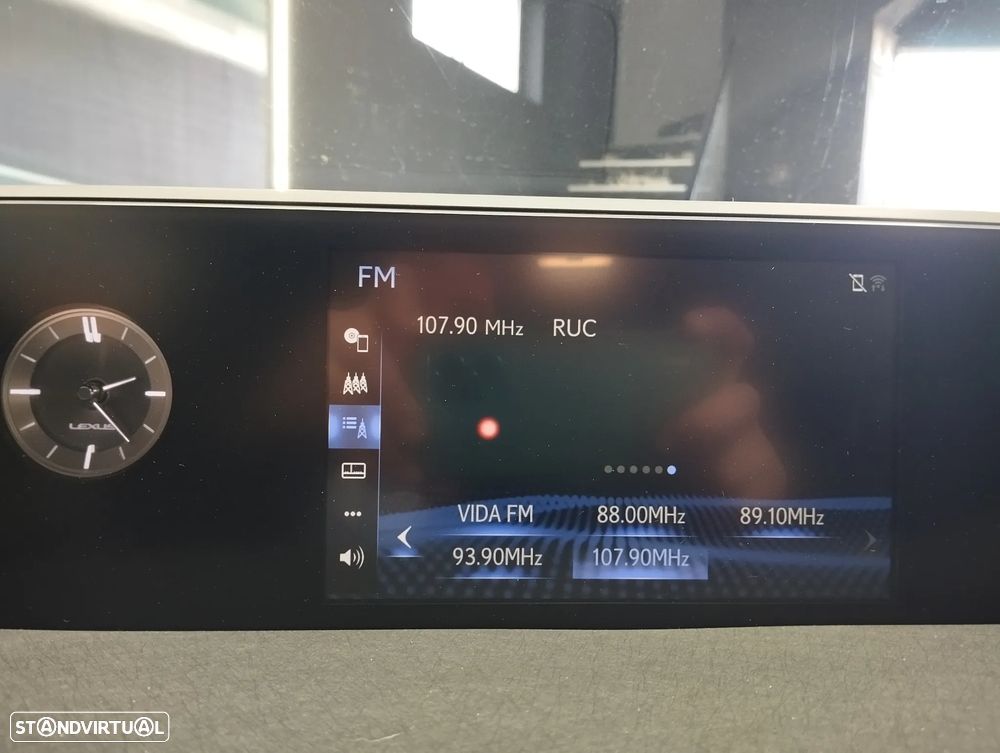 FM
107.90 MHz RUC
LEXUS
VIDA FM 88.00MHz 89.10MHz
93.90MHz 107.90MHz
STANDVIRTUAL